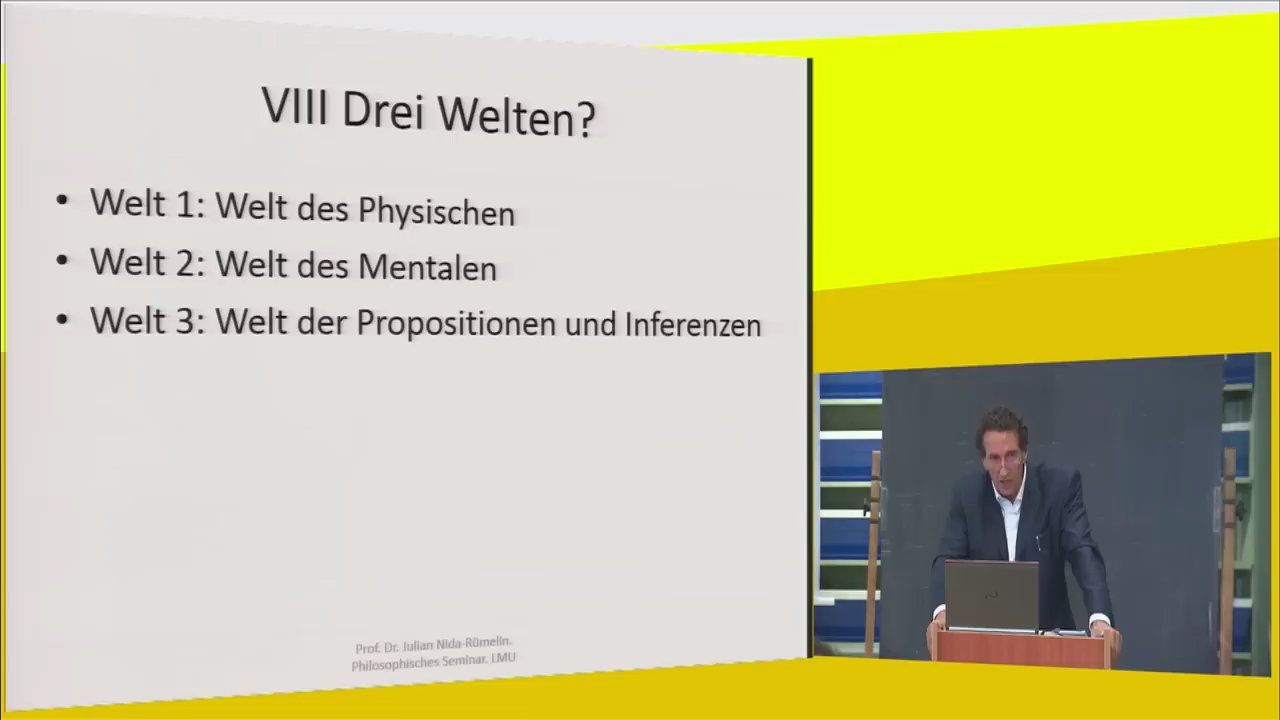 VIII Drei Welten?
• Welt 1: Welt des Physischen
• Welt 2: Welt des Mentalen
• Welt 3: Welt der Propositionen und Inferenzen
Prof. Dr. Julian Nida-Rümelin.
Philosophisches Seminar. LMU